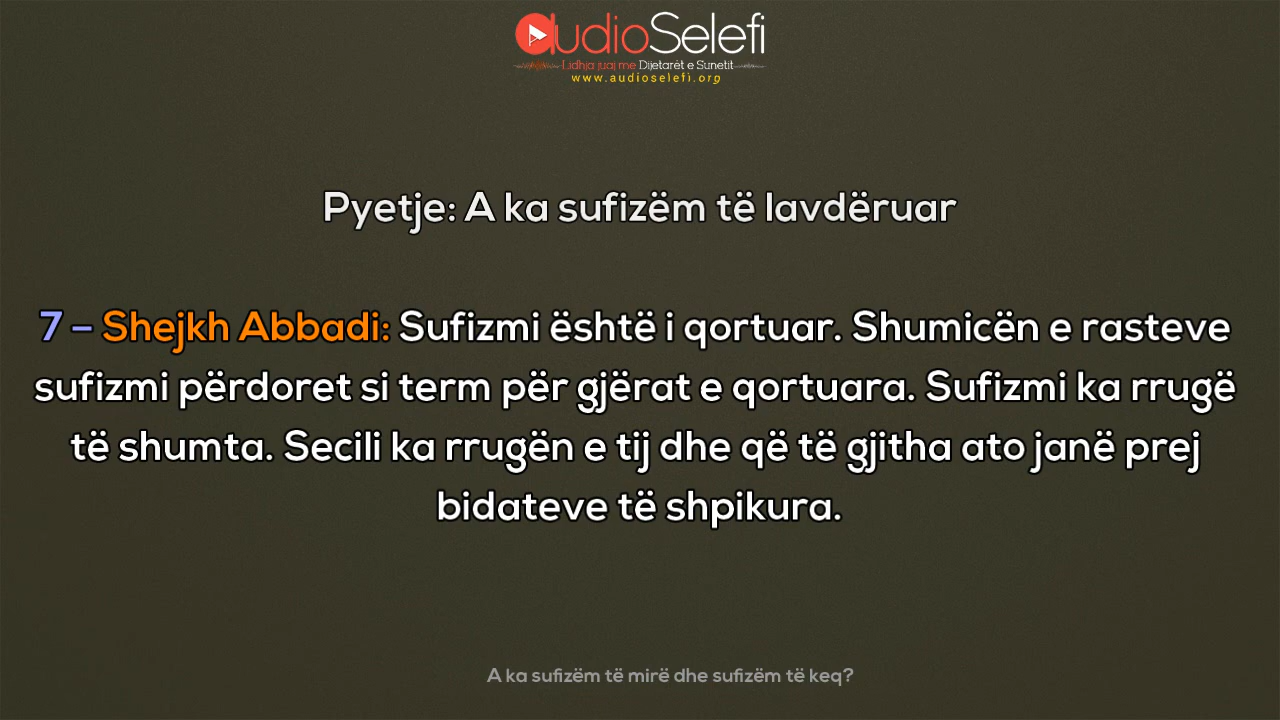 audioSelefi
Lidhja juaj me Dijetarët e Sunetit
www.audioselefi.org
Pyetje: A ka sufizëm të lavdëruar
7 – Shejkh Abbadi: Sufizmi është i qortuar. Shumicën e rasteve
sufizmi përdoret si term për gjërat e qortuara. Sufizmi ka rrugë
të shumta. Secili ka rrugën e tij dhe që të gjitha ato janë prej
bidateve të shpikura.
A ka sufizëm të mirë dhe sufizëm të keq?